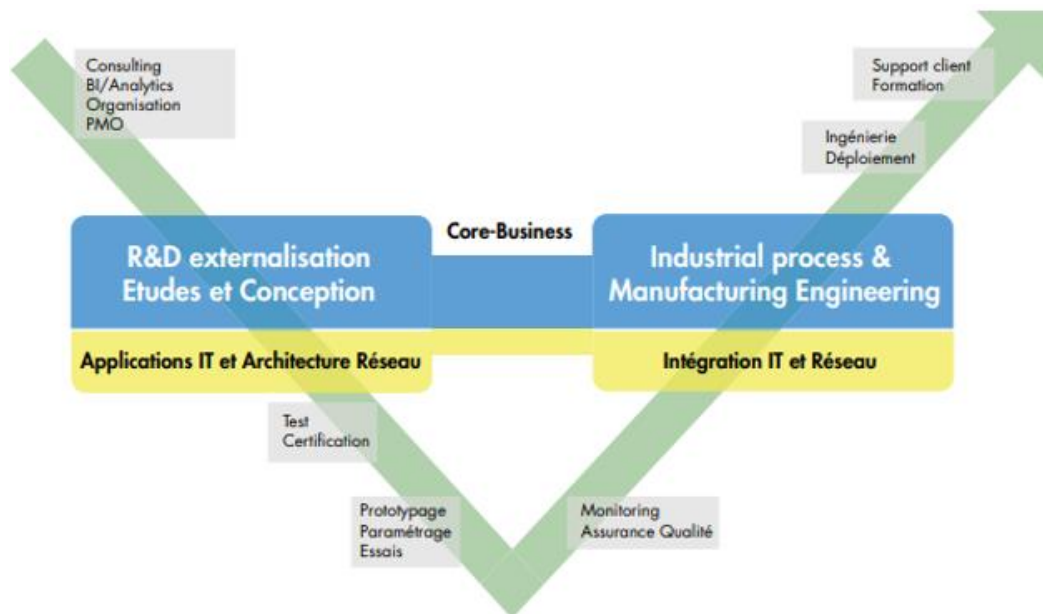 Consulting
BI/Analytics
Organisation
PMO
Support client
Formation
Ingénierie
Déploiement
Core-Business
R&D externalisation
Etudes et Conception
Industrial process &
Manufacturing Engineering
Applications IT et Architecture Réseau
Intégration IT et Réseau
Test
Certification
Prototypage
Paramétrage
Essais
Monitoring
Assurance Qualité